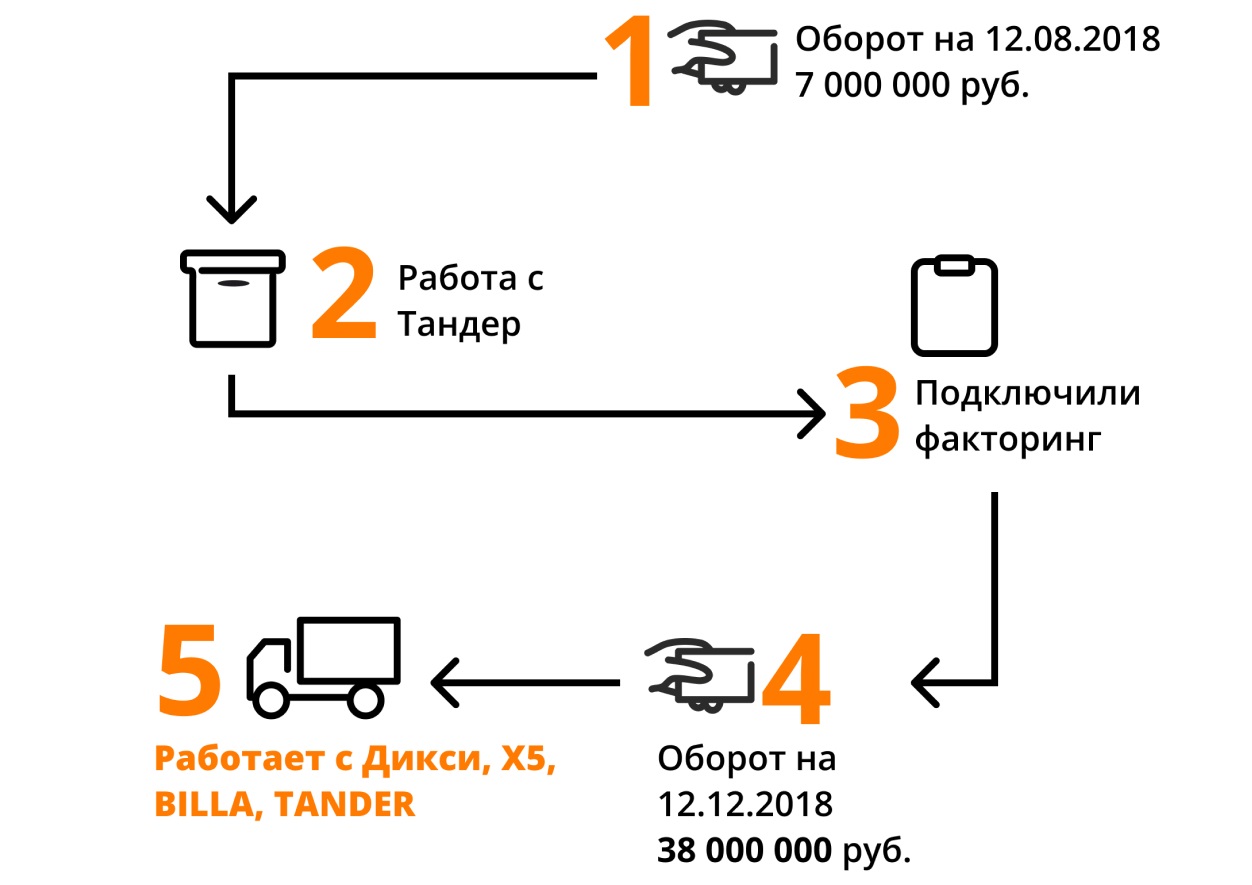 1
Оборот на 12.08.2018
7 000 000 руб.
2
Работа с
Тандер
3
Подключили
факторинг
4
Оборот на
12.12.2018
38 000 000 руб.
5
Работает с Дикси, X5,
BILLA, TANDER